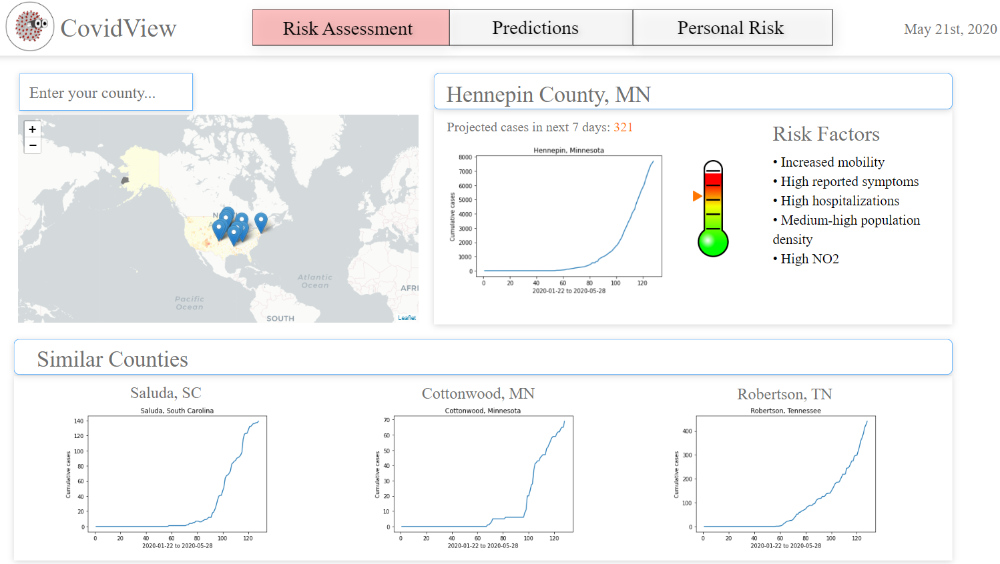 CovidView
Risk Assessment
Predictions
Personal Risk
May 21st, 2020
Enter your county...
+
−
Atlantic
Ocean
AFRI
Pacific
Ocean
SOUTH
Leaflet
Hennepin County, MN
Projected cases in next 7 days: 321
Hennepin, Minnesota
Cumulative cases
8000
7000
6000
5000
4000
3000
2000
1000
0
0 20 40 60 80 100 120
2020-01-22 to 2020-05-28
Risk Factors
• Increased mobility
• High reported symptoms
• High hospitalizations
• Medium-high population
density
• High NO2
Similar Counties
Saluda, SC
Saluda, South Carolina
Cumulative cases
140
120
100
80
60
40
20
0
0 20 40 60 80 100 120
2020-01-22 to 2020-05-28
Cottonwood, MN
Cottonwood, Minnesota
Cumulative cases
70
60
50
40
30
20
10
0
0 20 40 60 80 100 120
2020-01-22 to 2020-05-28
Robertson, TN
Robertson, Tennessee
Cumulative cases
400
300
200
100
0
0 20 40 60 80 100 120
2020-01-22 to 2020-05-28